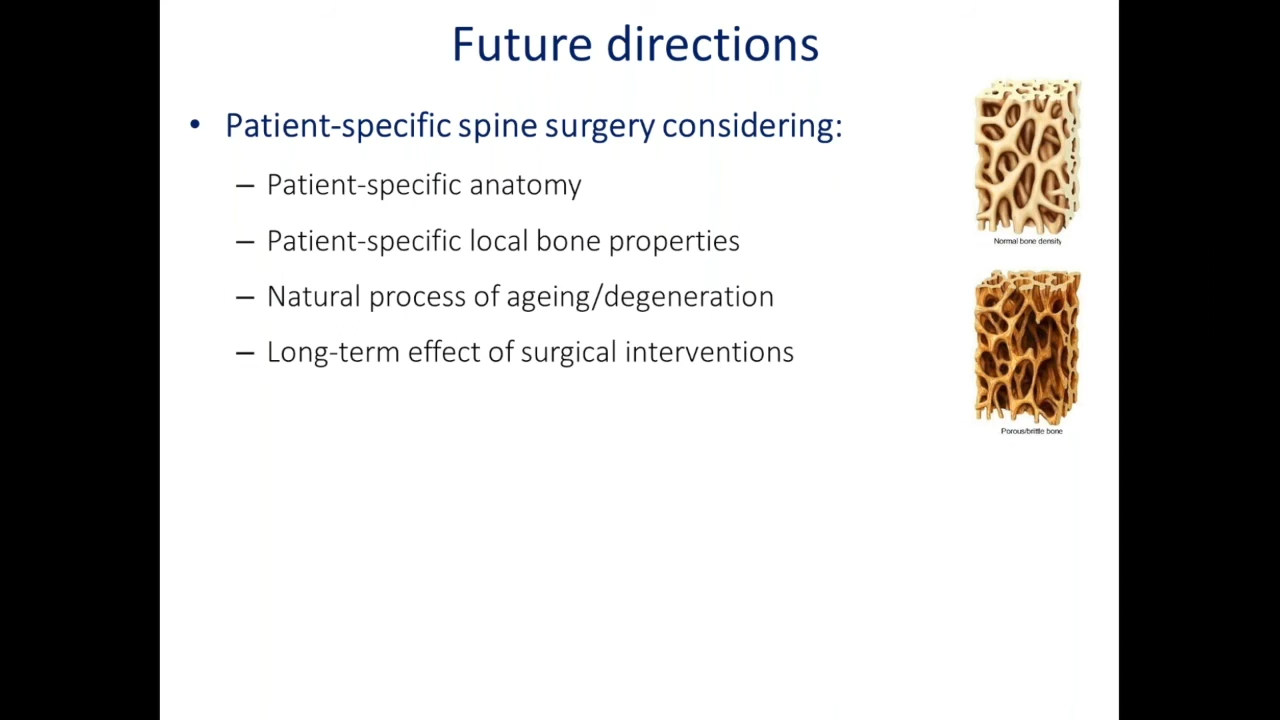 Future directions
• Patient-specific spine surgery considering:
– Patient-specific anatomy
– Patient-specific local bone properties
– Natural process of ageing/degeneration
– Long-term effect of surgical interventions
Normal bone density
Porous/brittle bone